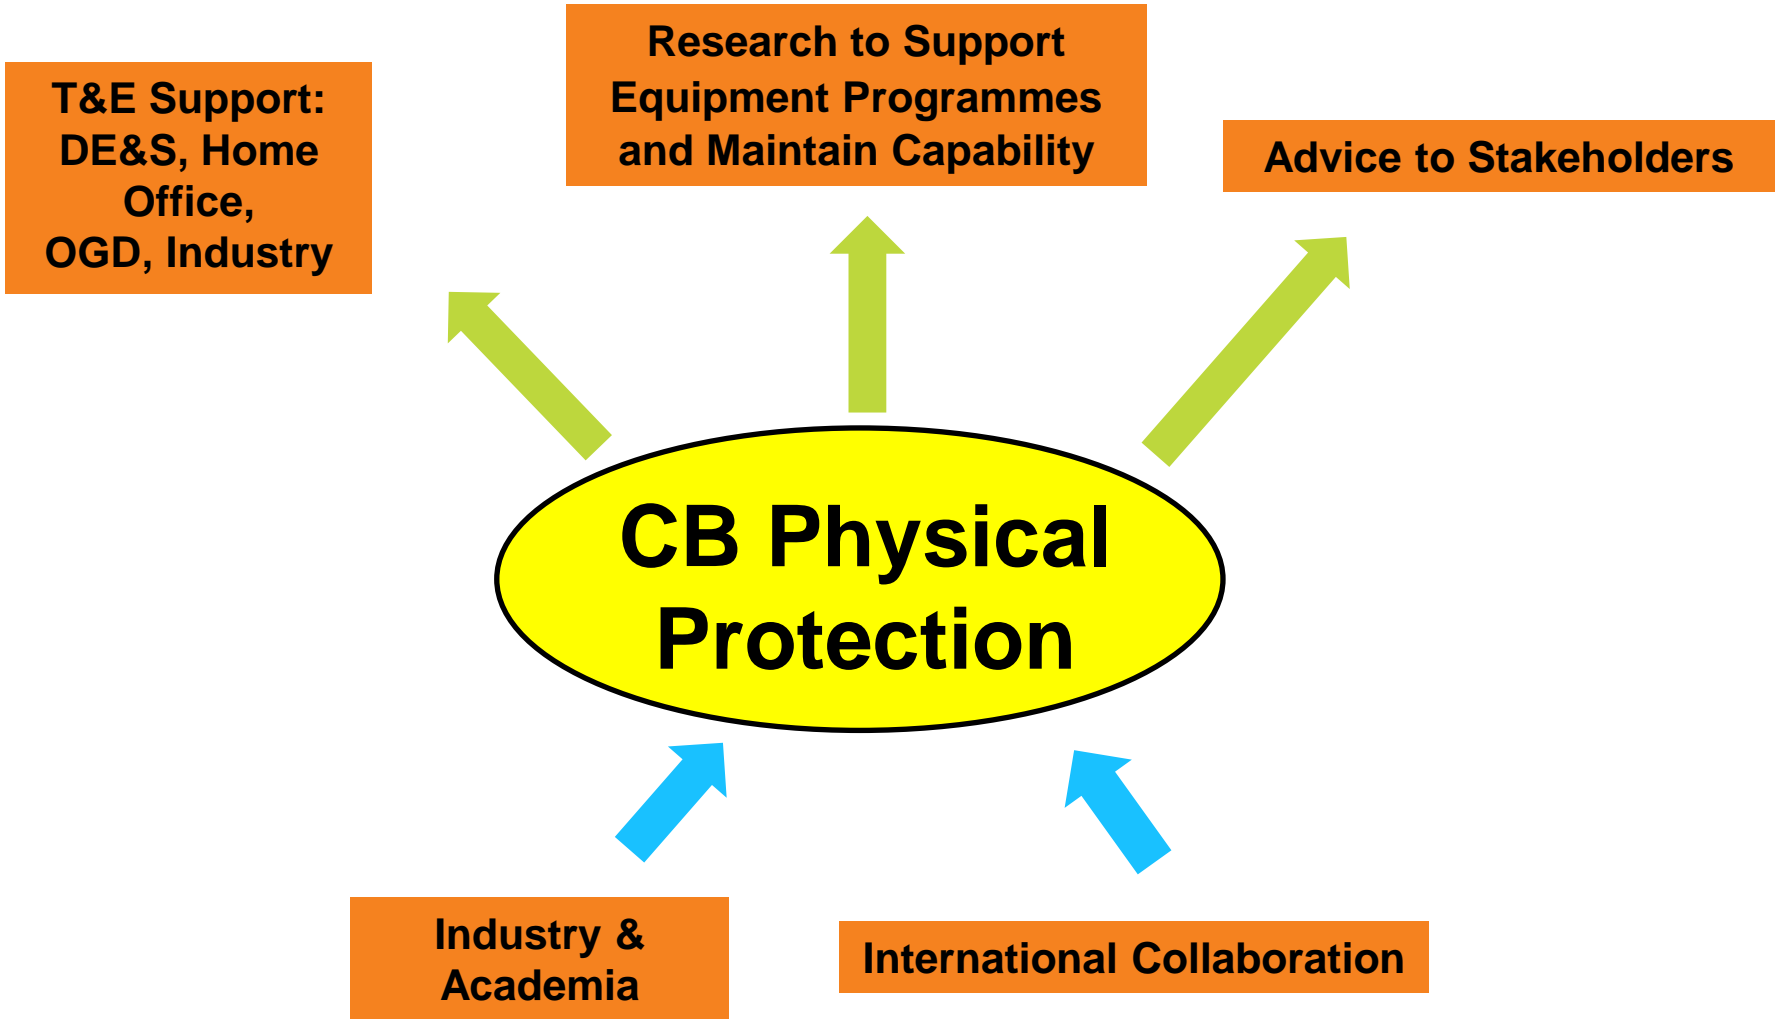 T&E Support:
DE&S, Home
Office,
OGD, Industry
Research to Support
Equipment Programmes
and Maintain Capability
Advice to Stakeholders
CB Physical
Protection
Industry &
Academia
International Collaboration